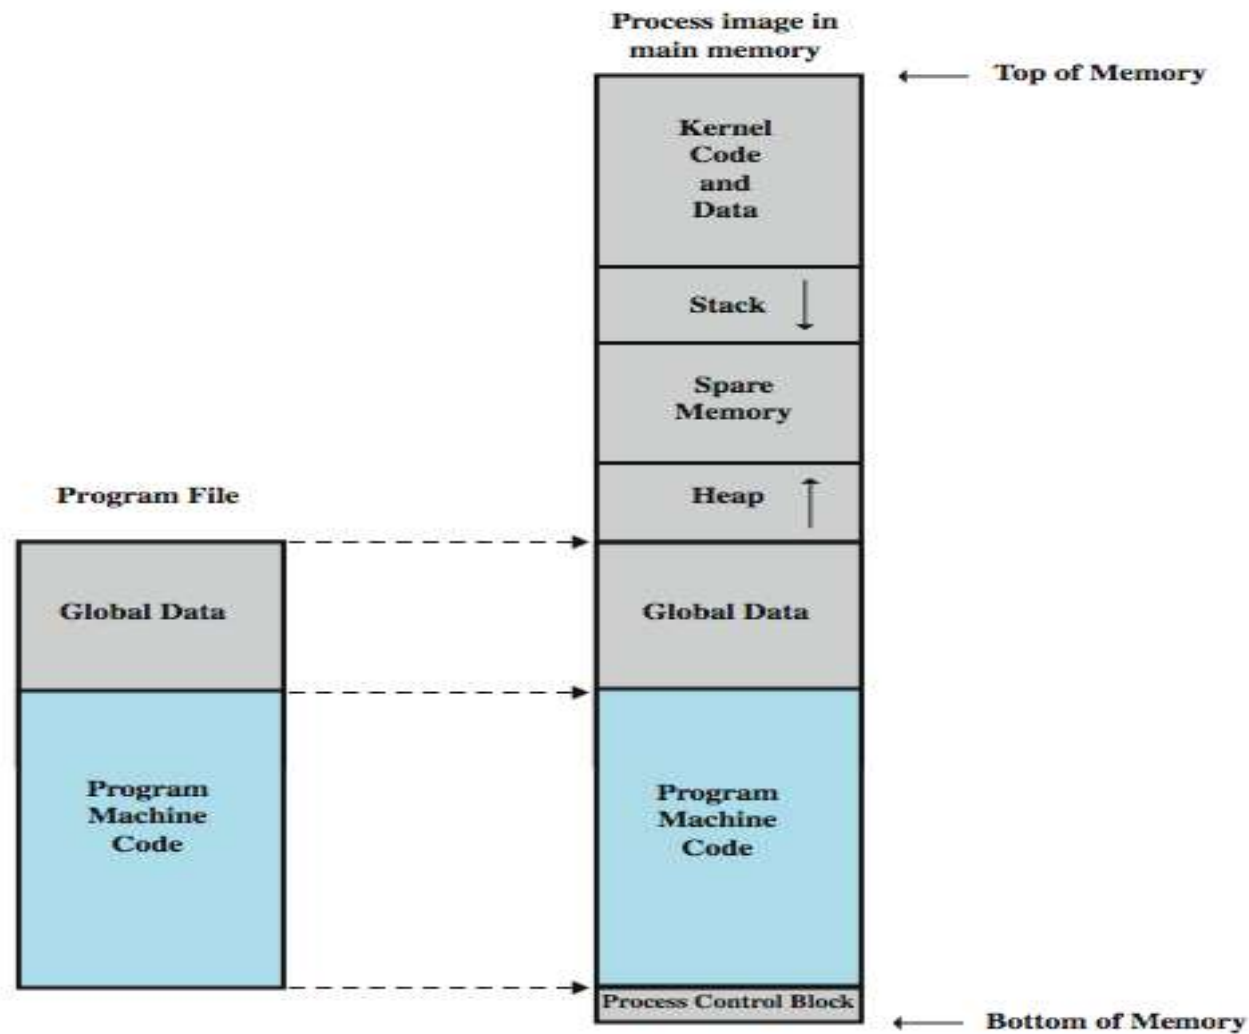 Process image in
main memory
Top of Memory
Kernel
Code
and
Data
Stack
Spare
Memory
Heap
Program File
Global Data
Global Data
Program
Machine
Code
Program
Machine
Code
Process Control Block
Bottom of Memory